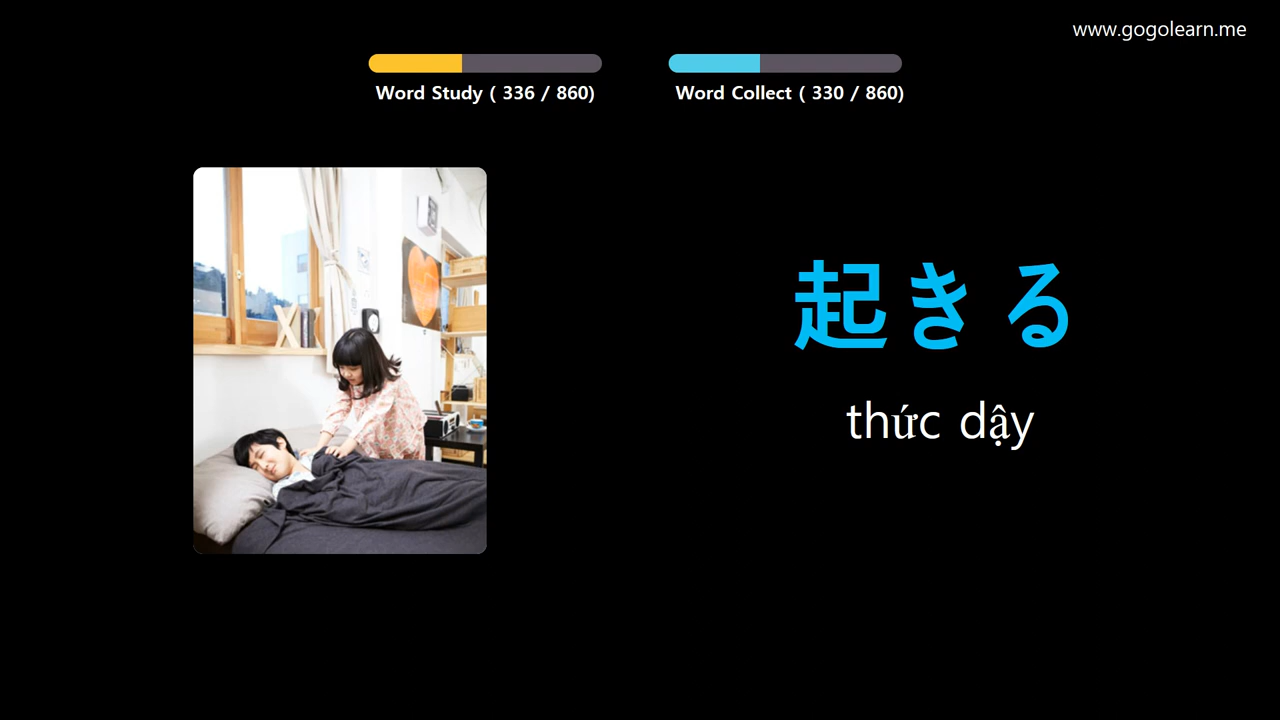 www.gogolearn.me
Word Study ( 336 / 860)
Word Collect ( 330 / 860)
起きる
thức dậy